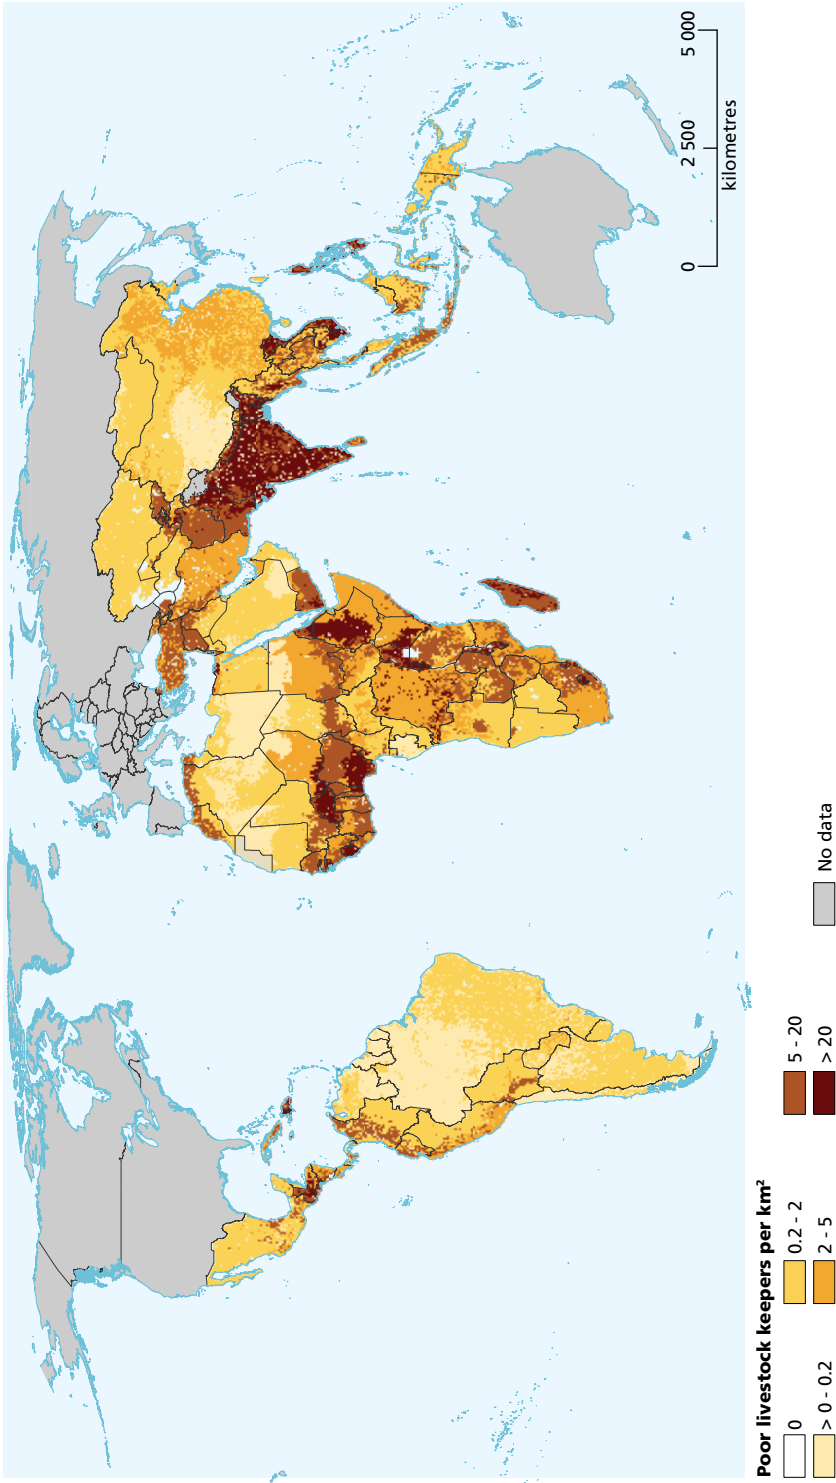 0
2 500
5 000
kilometres
Poor livestock keepers per km²
0
0.2 - 2
5 - 20
> 0 - 0.2
2 - 5
> 20
No data